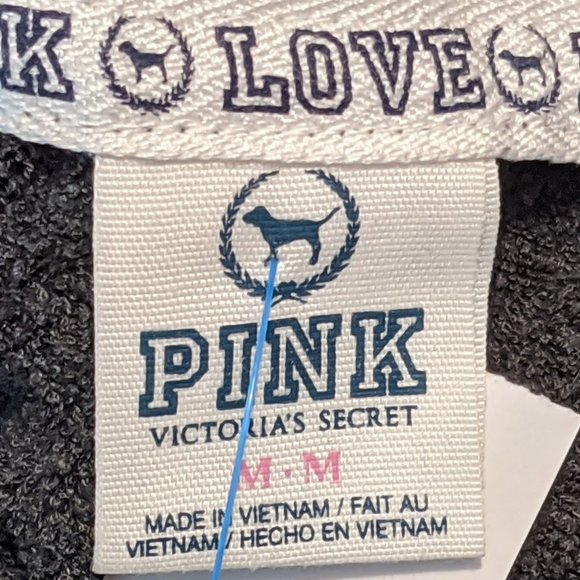 K LOVE
PINK
VICTORIA'S SECRET
M · M
MADE IN VIETNAM / FAIT AU
VIETNAM / HECHO EN VIETNAM